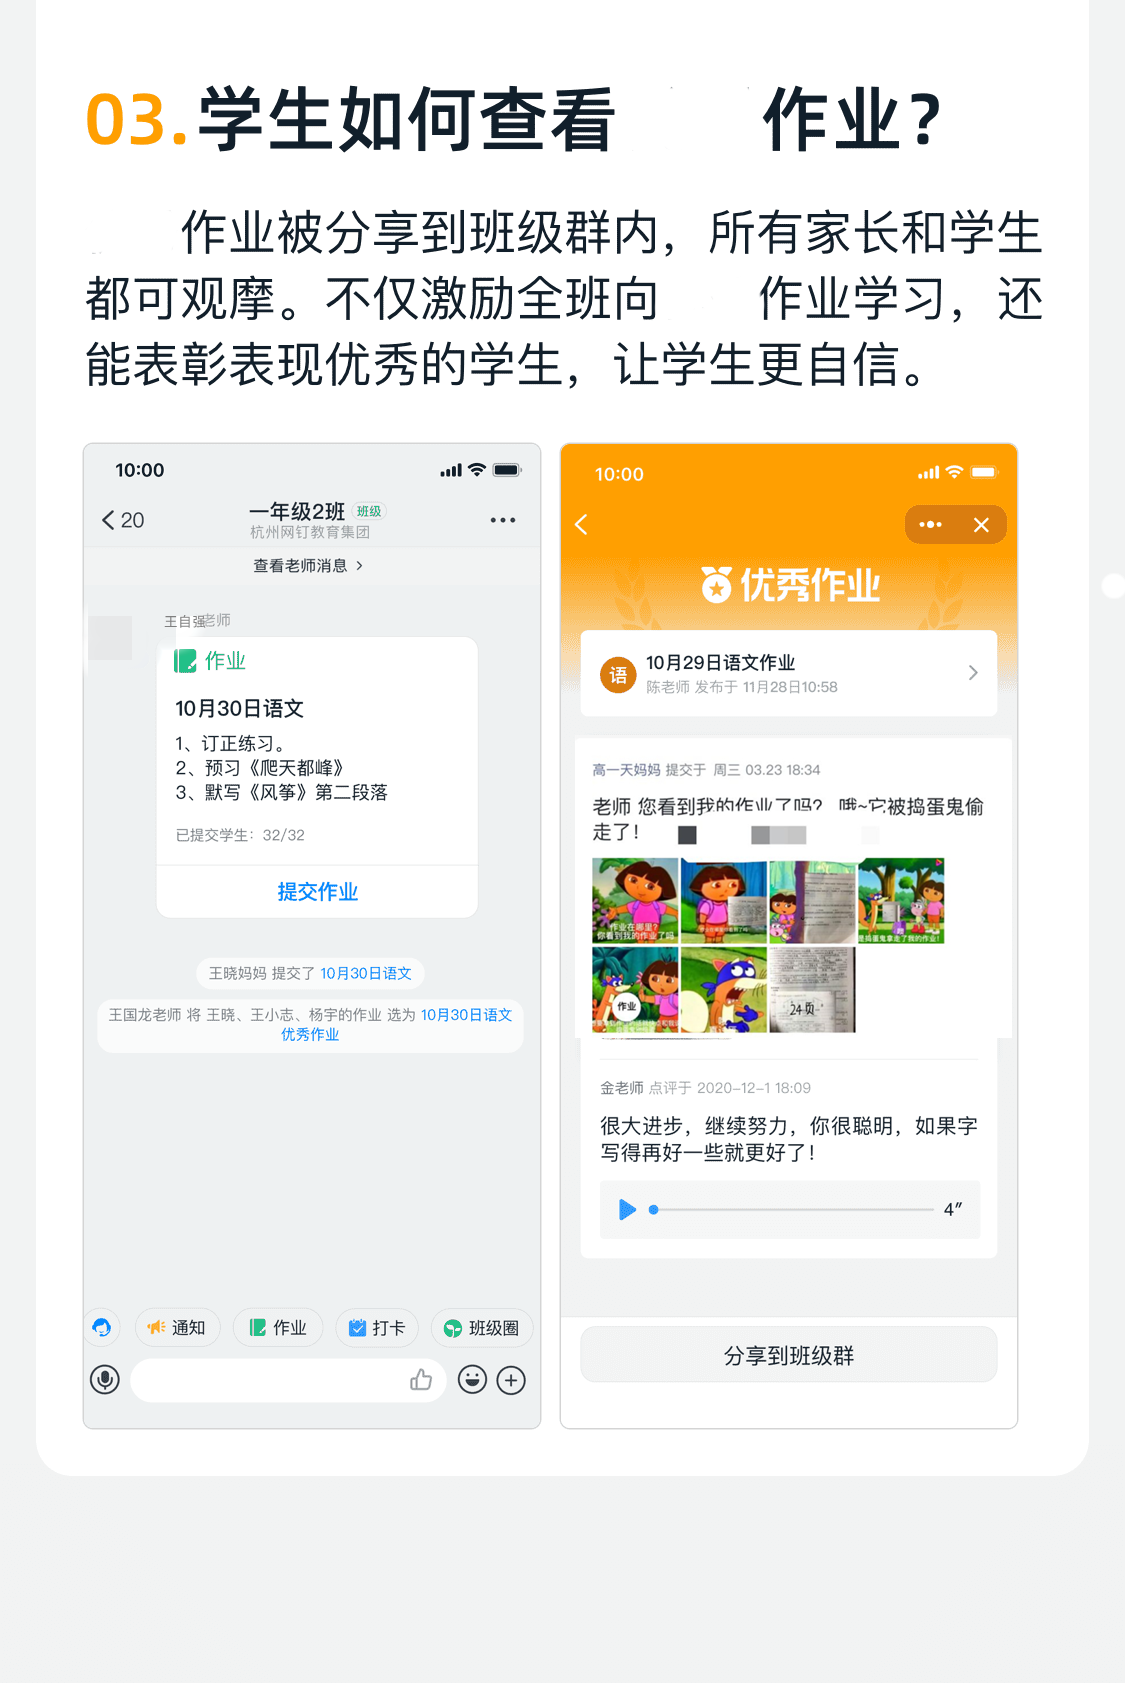 03.学生如何查看 作业?
作业被分享到班级群内，所有家长和学生
都可观摩。不仅激励全班向 作业学习，还
能表彰表现优秀的学生，让学生更自信。
10:00
20
一年级2班 班级
杭州网钉教育集团
查看老师消息
王自强老师
作业
10月30日语文
1、订正练习。
2、预习《爬天都峰》
3、默写《风筝》第二段落
已提交学生：32/32
提交作业
王晓妈妈 提交了 10月30日语文
王国龙老师 将 王晓、王小志、杨宇的作业 选为 10月30日语文
优秀作业
通知
作业
打卡
班级圈
10:00
优秀作业
语
10月29日语文作业
陈老师 发布于 11月28日10:58
高一天妈妈 提交于 周三 03.23 18:34
老师 您看到我的作业了吗？ 哦~它被捣蛋鬼偷
走了！
作业在哪里？
你看到我的作业了吗
是捣蛋鬼拿走了我的作业！
作业
24页
金老师 点评于 2020-12-1 18:09
很大进步，继续努力，你很聪明，如果字
写得再好一些就更好了！
4″
分享到班级群